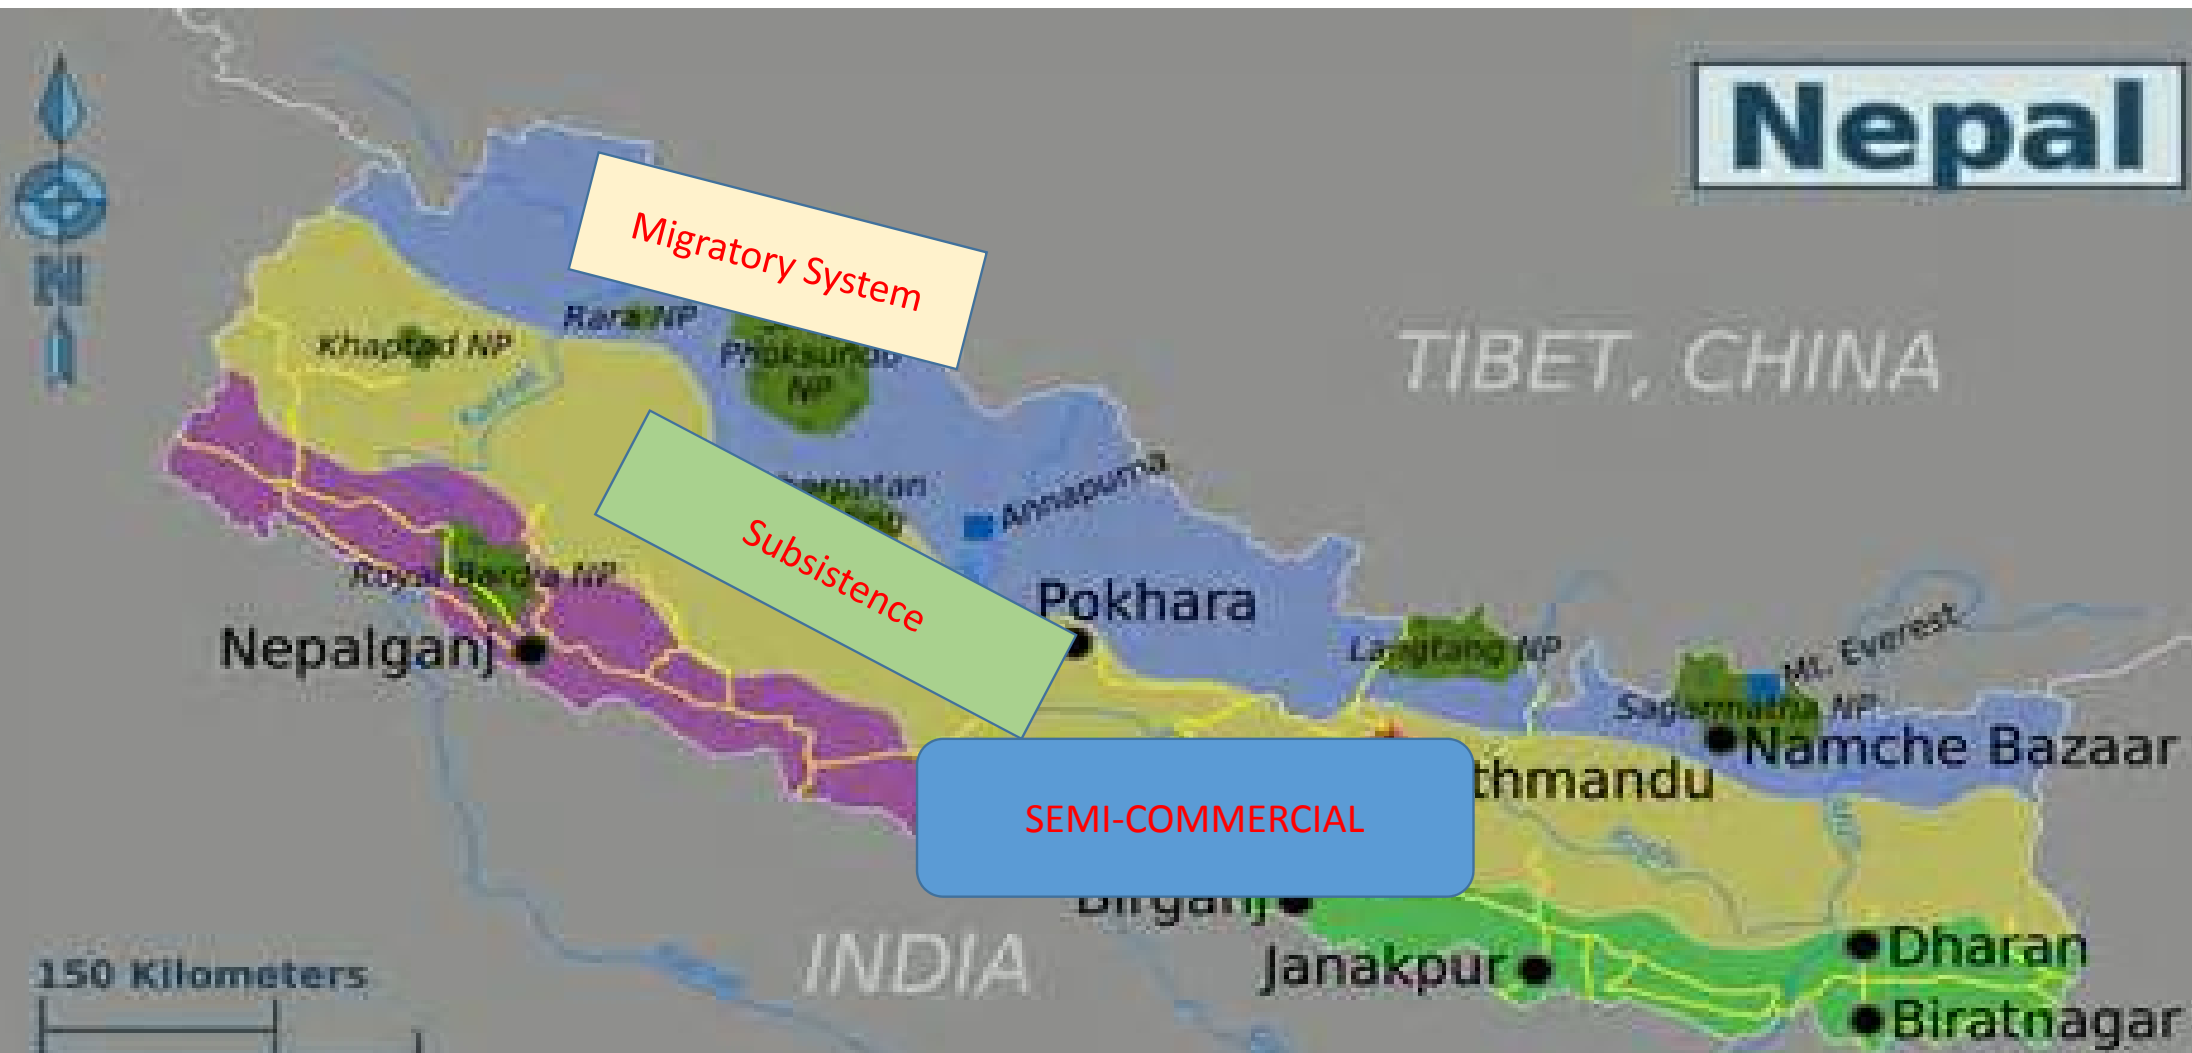 Nepal
N
Migratory System
Rara NP
Khaptad NP
Phoksundo
NP
TIBET, CHINA
Annapurna
Subsistence
Royal Bardia NP
Pokhara
Nepalganj
Langtang NP
Mt. Everest
Sagarmatha NP
Namche Bazaar
thmandu
SEMI-COMMERCIAL
Birganj
INDIA
Janakpur
Dharan
Biratnagar
150 Kilometers